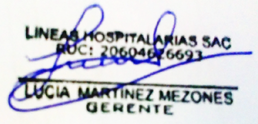 LINEAS HOSPITALARIAS SAC
RUC: 20604626693
LUCIA MARTINEZ MEZONES
GERENTE